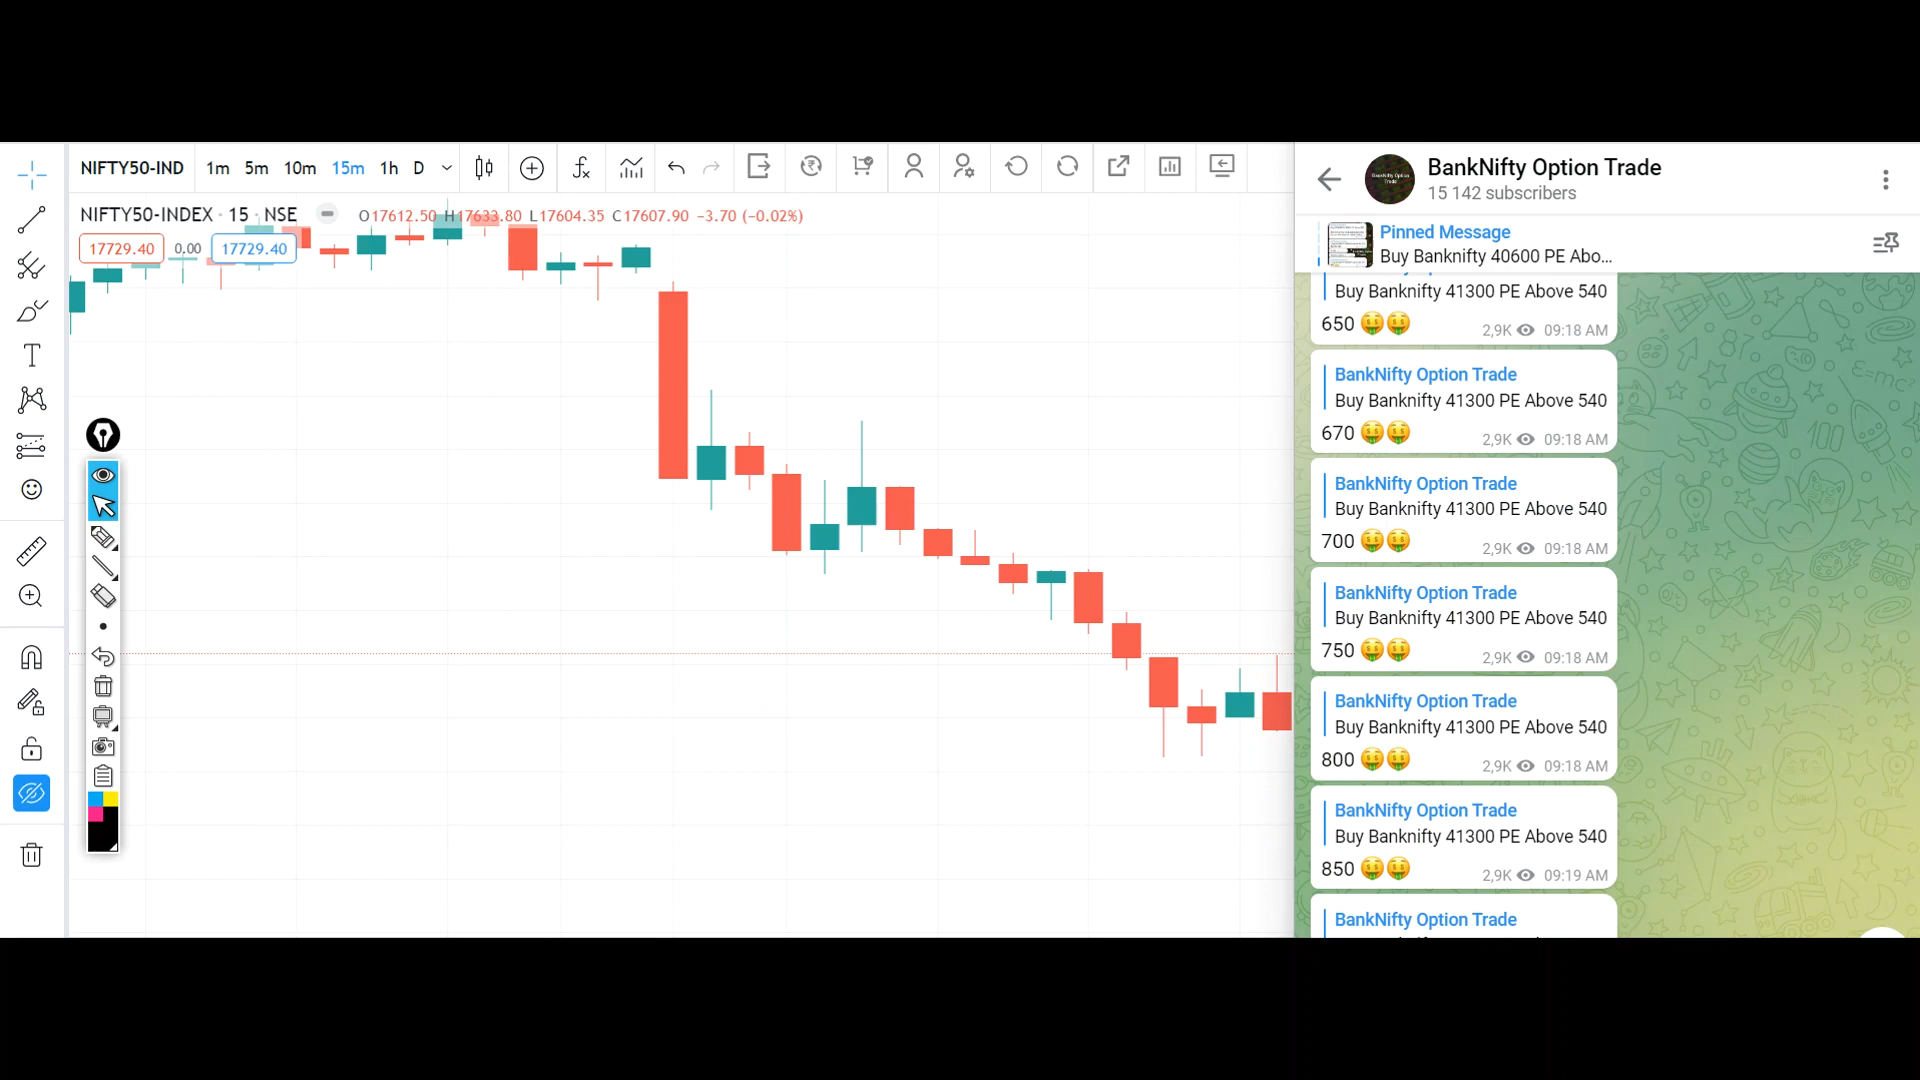 NIFTY50-IND 1m 5m 10m 15m 1h D
NIFTY50-INDEX · 15 · NSE O17612.50 H17633.80 L17604.35 C17607.90 −3.70 (−0.02%)
17729.40 0.00 17729.40
BankNifty Option Trade
15 142 subscribers
Pinned Message
Buy Banknifty 40600 PE Abo...
Buy Banknifty 41300 PE Above 540
650 🤑🤑 2,9K 09:18 AM
BankNifty Option Trade
Buy Banknifty 41300 PE Above 540
670 🤑🤑 2,9K 09:18 AM
BankNifty Option Trade
Buy Banknifty 41300 PE Above 540
700 🤑🤑 2,9K 09:18 AM
BankNifty Option Trade
Buy Banknifty 41300 PE Above 540
750 🤑🤑 2,9K 09:18 AM
BankNifty Option Trade
Buy Banknifty 41300 PE Above 540
800 🤑🤑 2,9K 09:18 AM
BankNifty Option Trade
Buy Banknifty 41300 PE Above 540
850 🤑🤑 2,9K 09:19 AM
BankNifty Option Trade